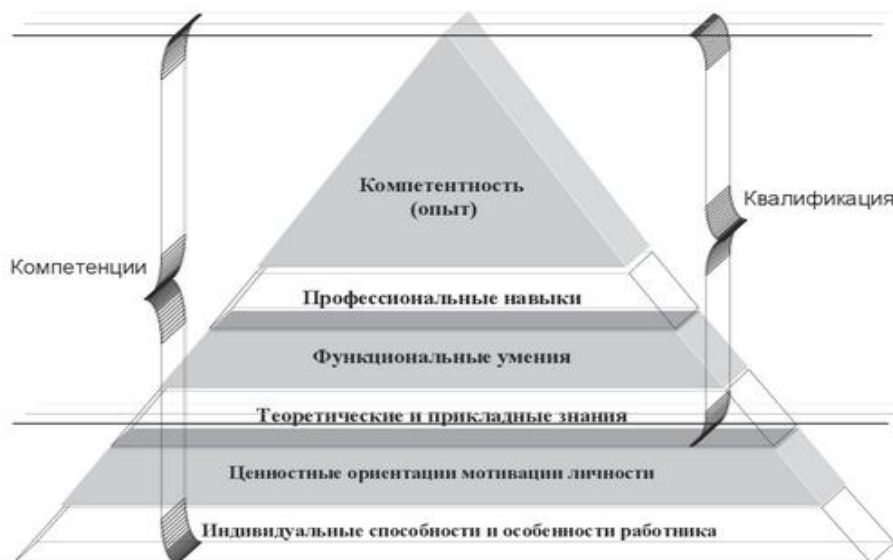 Компетентность
(опыт)
Квалификация
Компетенции
Профессиональные навыки
Функциональные умения
Теоретические и прикладные знания
Ценностные ориентации мотивации личности
Индивидуальные способности и особенности работника